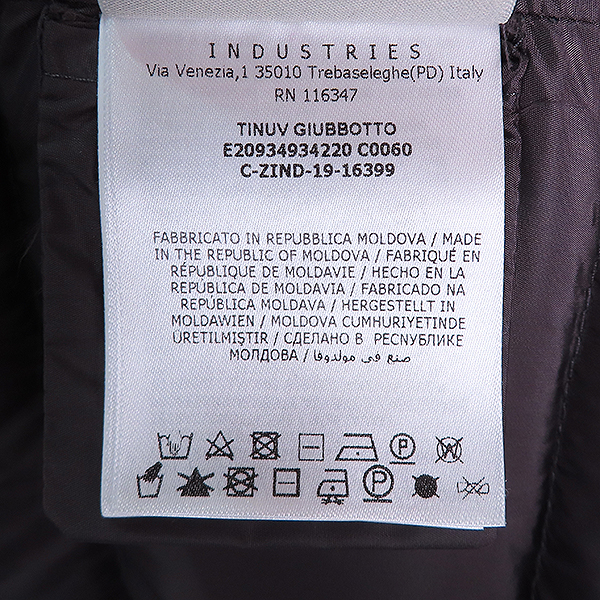 INDUSTRIES
Via Venezia,1 35010 Trebaseleghe(PD) Italy
RN 116347
TINUV GIUBBOTTO
E20934934220 C0060
C-ZIND-19-16399
FABBRICATO IN REPUBBLICA MOLDOVA / MADE
IN THE REPUBLIC OF MOLDOVA / FABRIQUÉ EN
RÉPUBLIQUE DE MOLDAVIE / HECHO EN LA
REPÚBLICA DE MOLDAVIA / FABRICADO NA
REPÚBLICA MOLDAVA / HERGESTELLT IN
MOLDAWIEN / MOLDOVA CUMHURIYETINDE
ÜRETILMIŞTIR / СДЕЛАНО В РЕСПУБЛИКЕ
МОЛДОВА / صنع في مولدوفا
P W
P